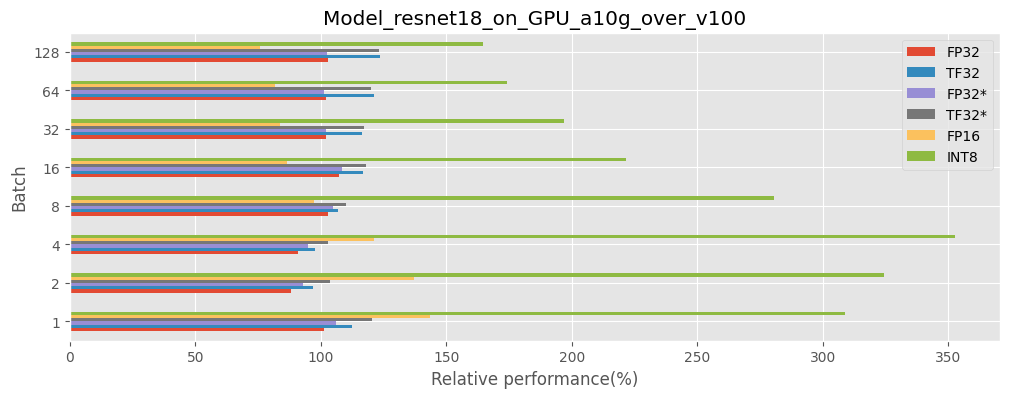 Model_resnet18_on_GPU_a10g_over_v100
FP32
TF32
FP32*
TF32*
FP16
INT8
Batch
128
64
32
16
8
4
2
1
0 50 100 150 200 250 300 350
Relative performance(%)